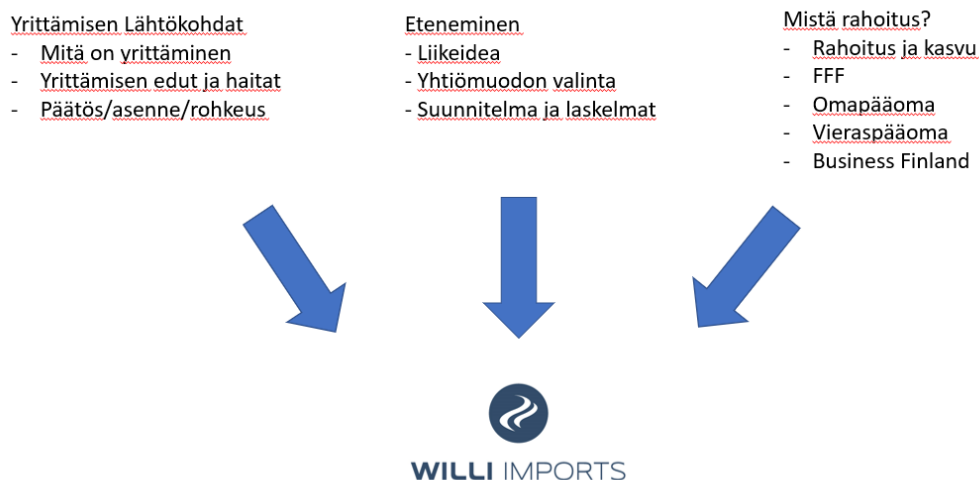 Yrittämisen Lähtökohdat
- Mitä on yrittäminen
- Yrittämisen edut ja haitat
- Päätös/asenne/rohkeus
Eteneminen
- Liikeidea
- Yhtiömuodon valinta
- Suunnitelma ja laskelmat
Mistä rahoitus?
- Rahoitus ja kasvu
- FFF
- Omapääoma
- Vieraspääoma
- Business Finland
WILLI IMPORTS